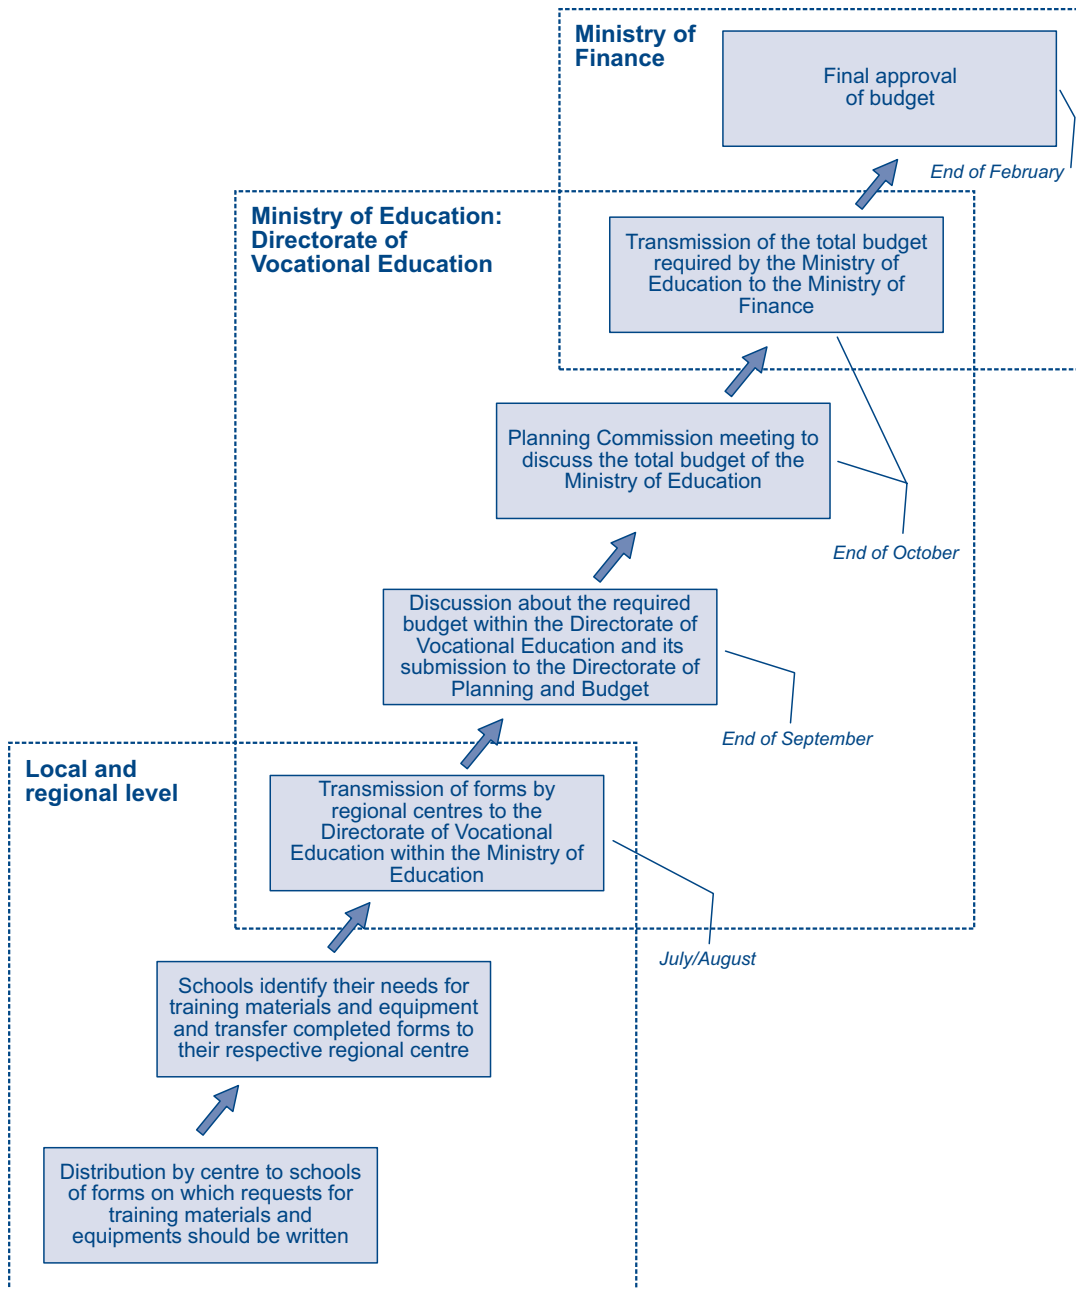 Ministry of
Finance
Final approval
of budget
End of February
Ministry of Education:
Directorate of
Vocational Education
Transmission of the total budget
required by the Ministry of
Education to the Ministry of
Finance
Planning Commission meeting to
discuss the total budget of the
Ministry of Education
End of October
Discussion about the required
budget within the Directorate of
Vocational Education and its
submission to the Directorate of
Planning and Budget
End of September
Local and
regional level
Transmission of forms by
regional centres to the
Directorate of Vocational
Education within the Ministry of
Education
July/August
Schools identify their needs for
training materials and equipment
and transfer completed forms to
their respective regional centre
Distribution by centre to schools
of forms on which requests for
training materials and
equipments should be written